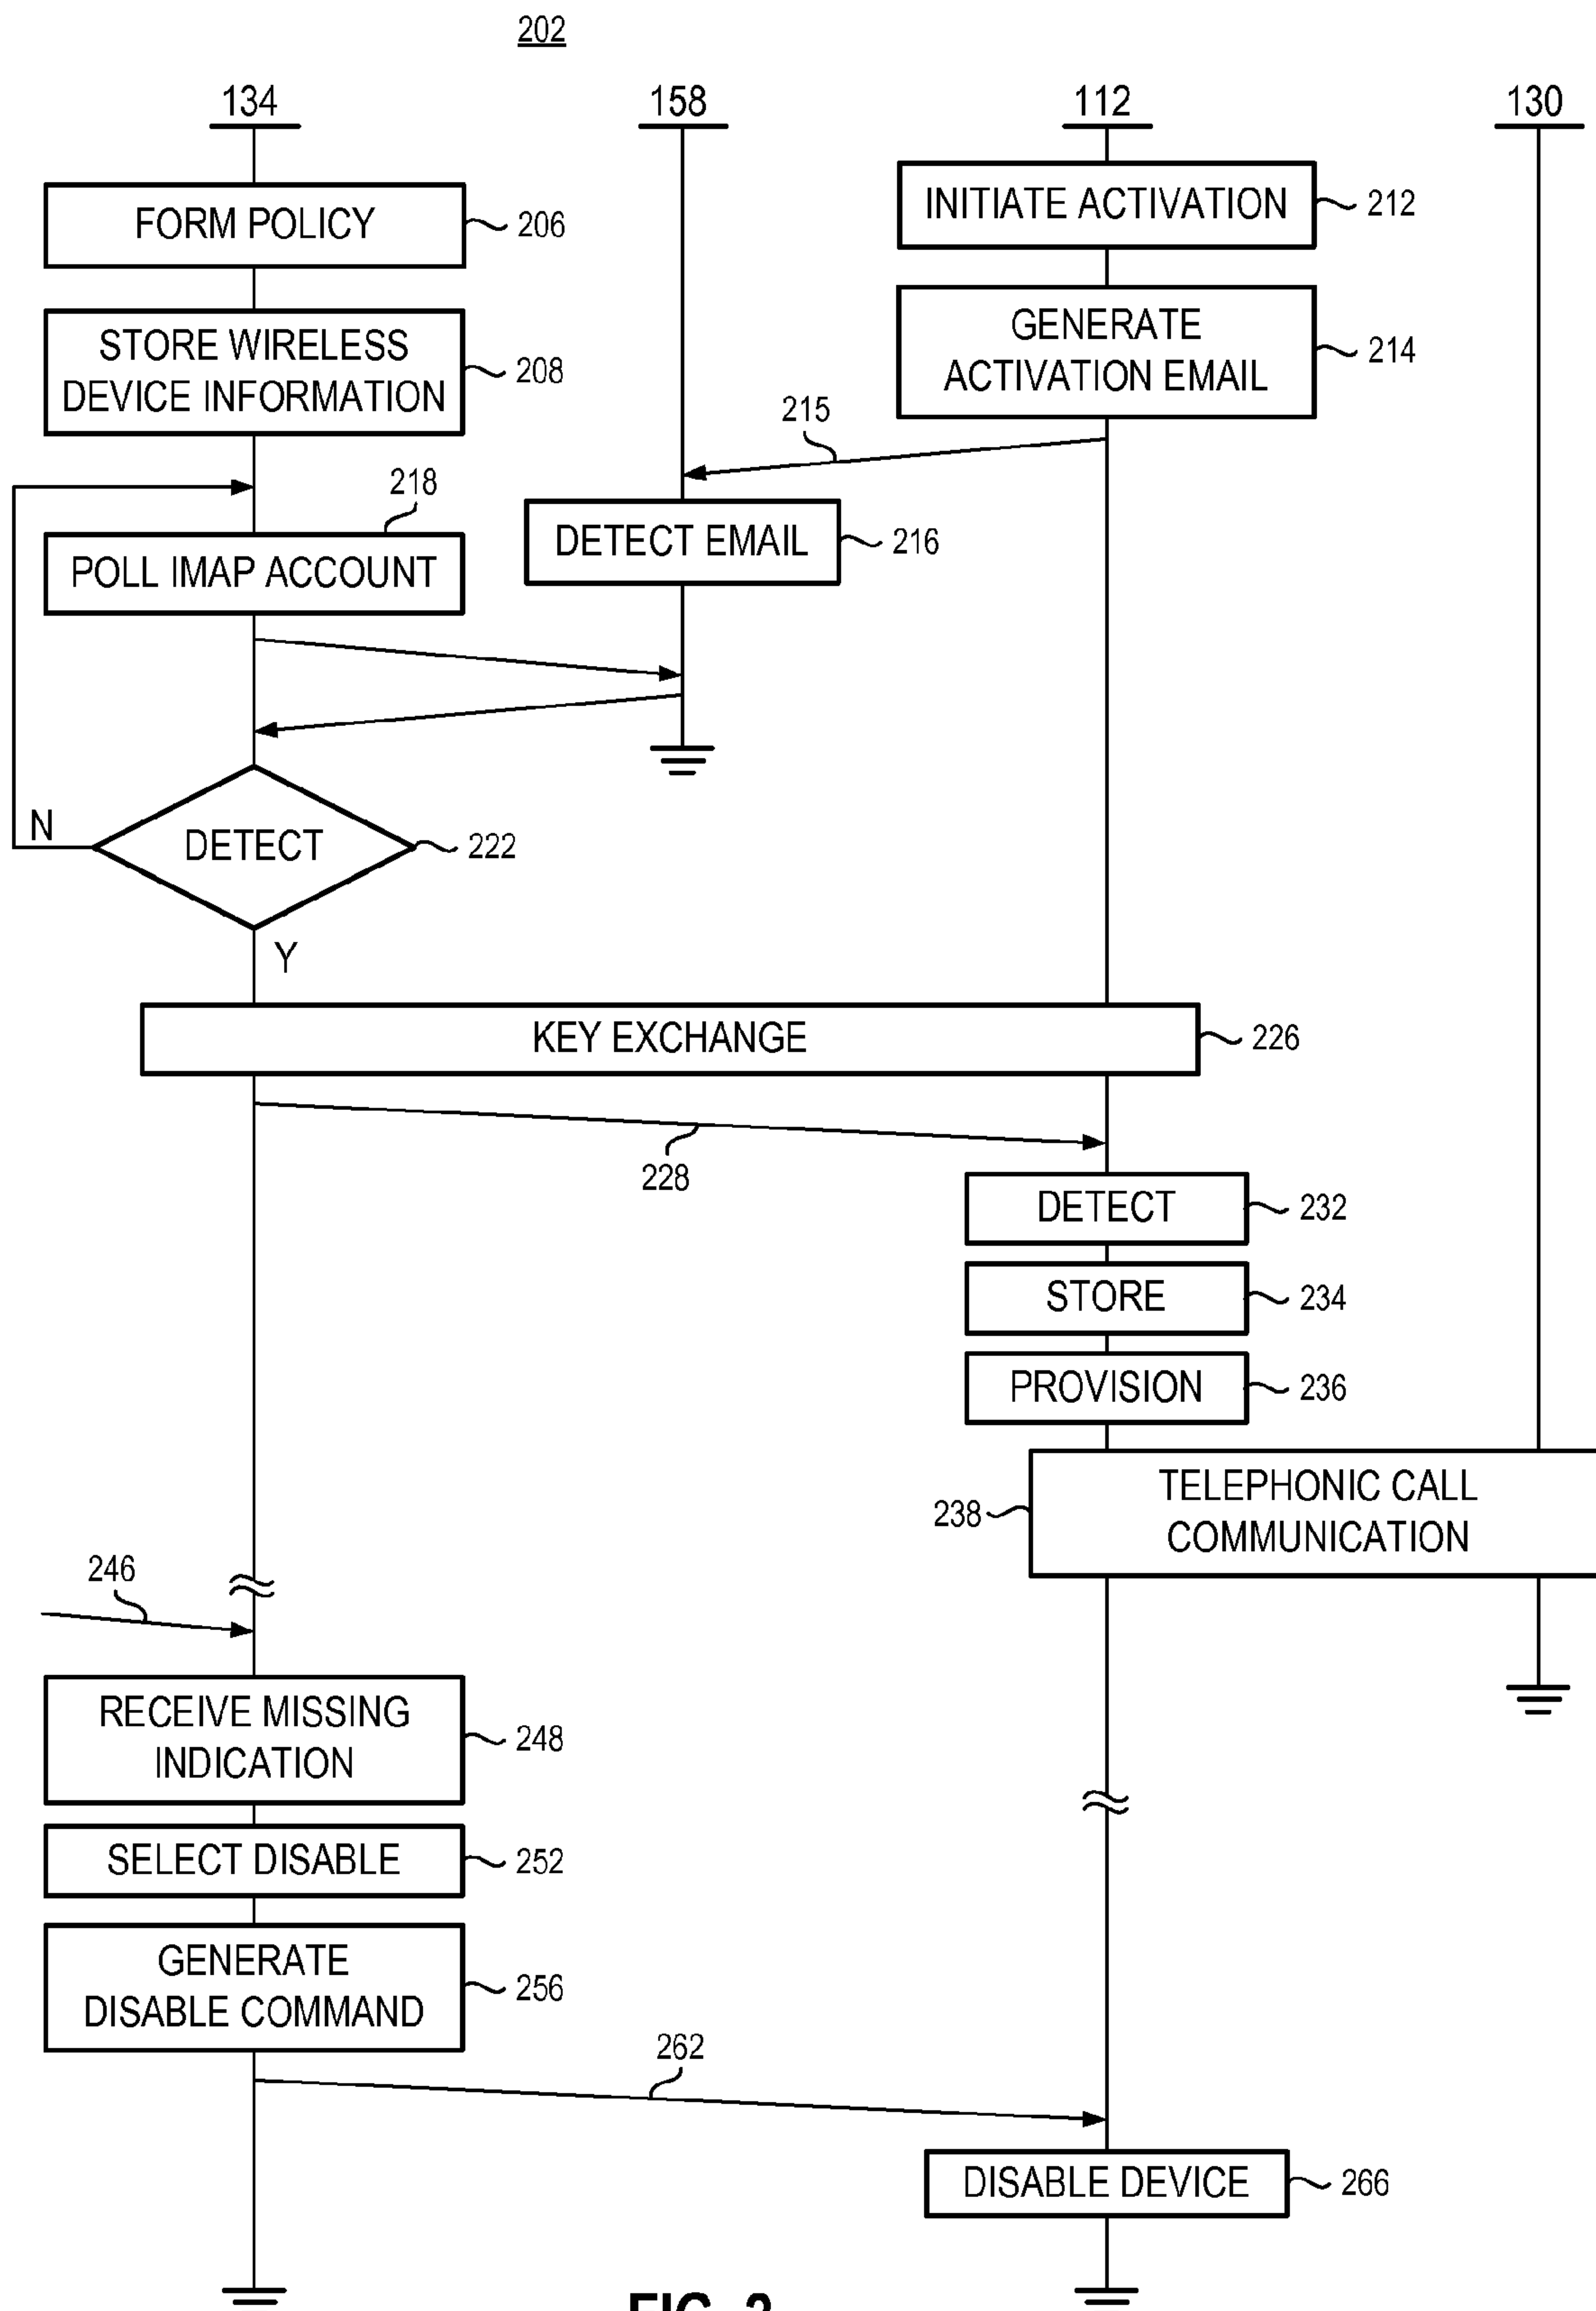 202
134
158
112
130
INITIATE ACTIVATION
212
FORM POLICY
206
GENERATE
ACTIVATION EMAIL
214
STORE WIRELESS
DEVICE INFORMATION
208
215
218
DETECT EMAIL
216
POLL IMAP ACCOUNT
N
DETECT
222
Y
KEY EXCHANGE
226
228
DETECT
232
STORE
234
PROVISION
236
TELEPHONIC CALL
COMMUNICATION
238
246
RECEIVE MISSING
INDICATION
248
SELECT DISABLE
252
GENERATE
DISABLE COMMAND
256
262
DISABLE DEVICE
266